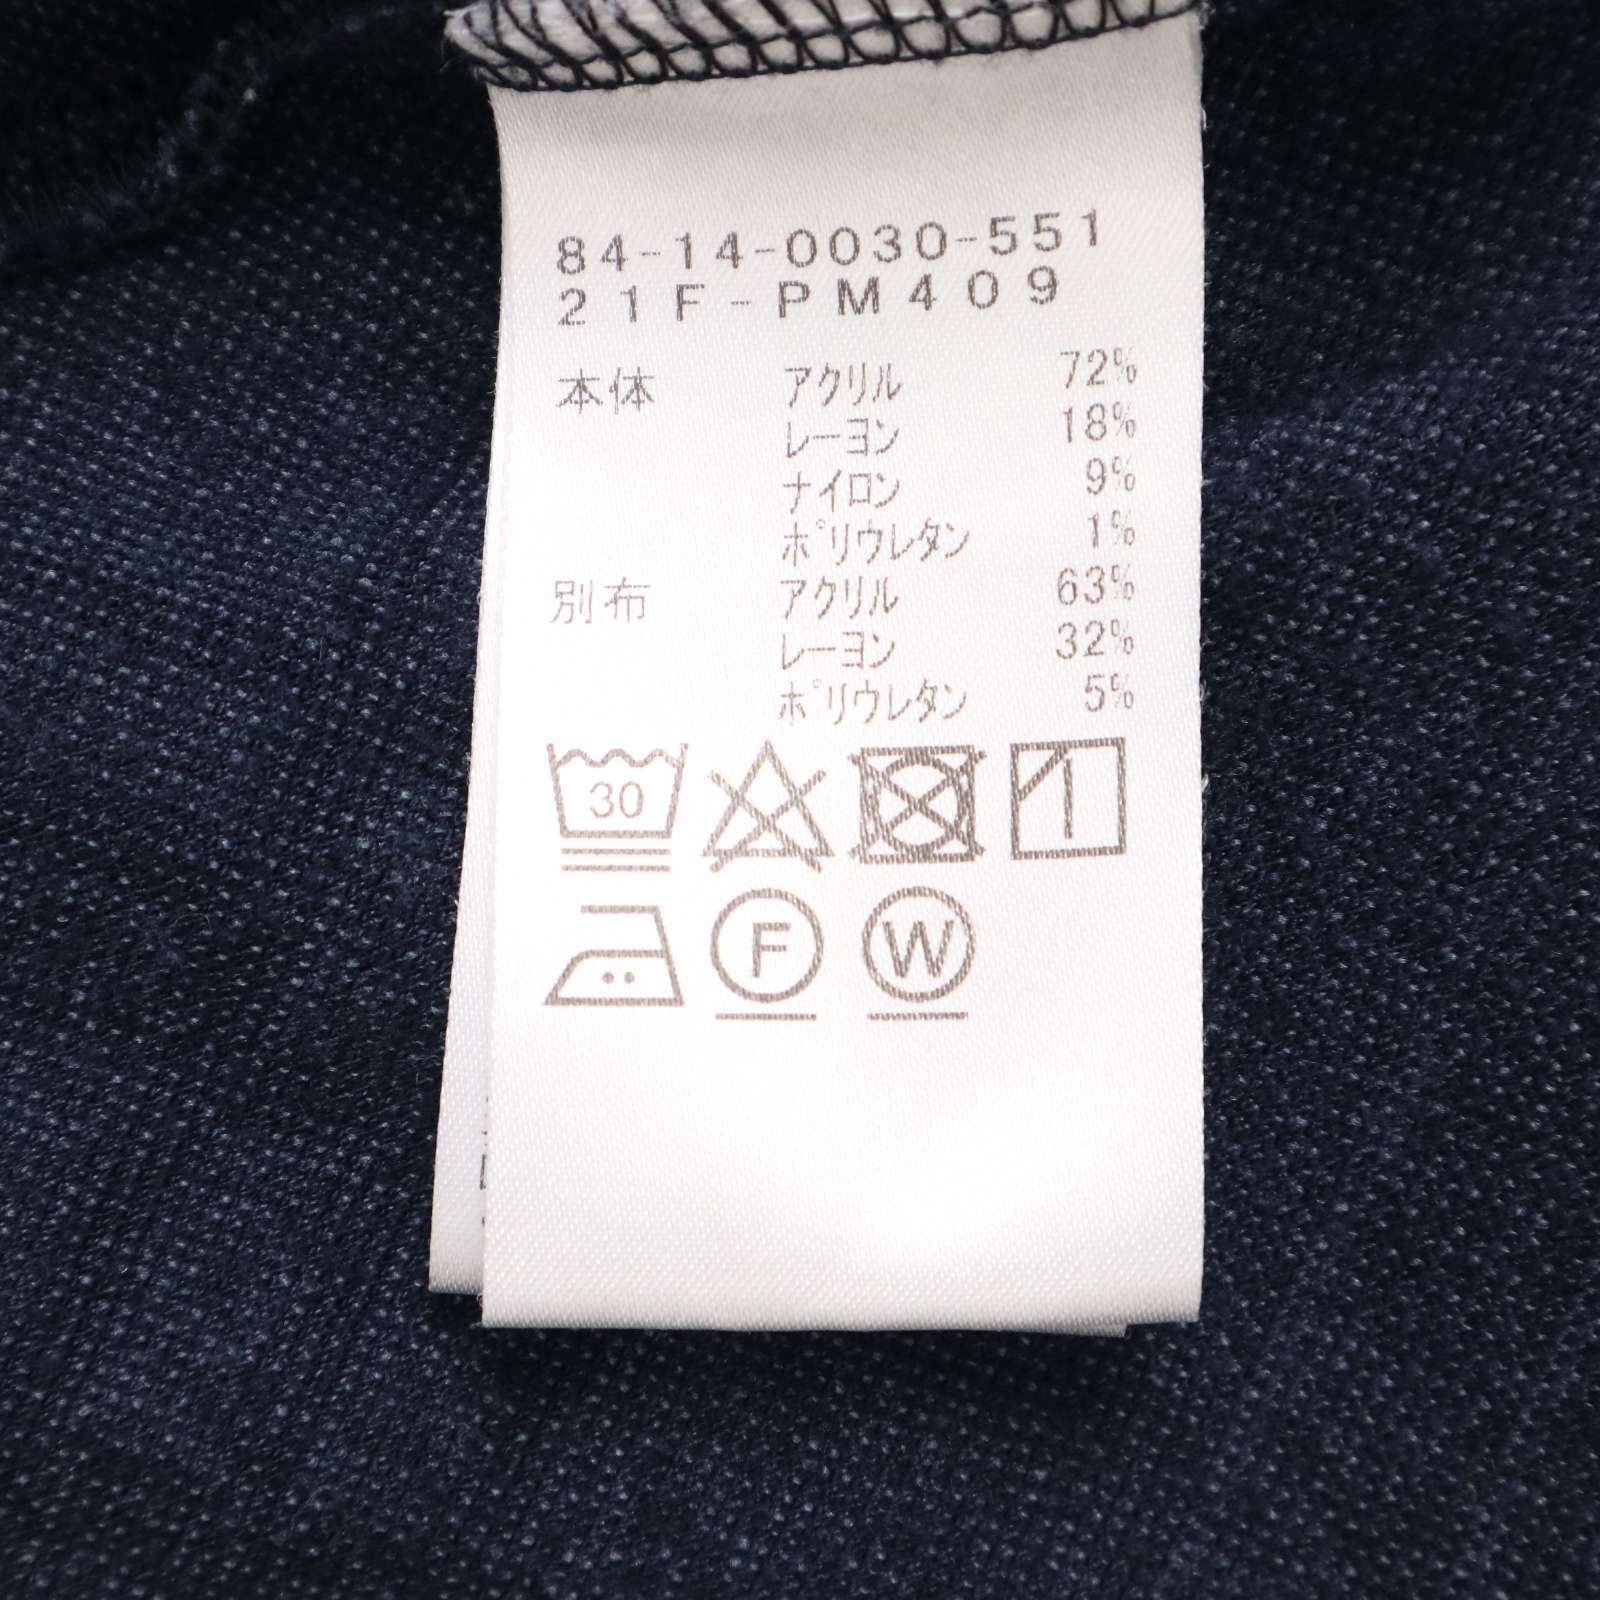 84-14-0030-551
21F-PM409
本体 アクリル 72%
レーヨン 18%
ナイロン 9%
ポリウレタン 1%
別布 アクリル 63%
レーヨン 32%
ポリウレタン 5%
30
F W